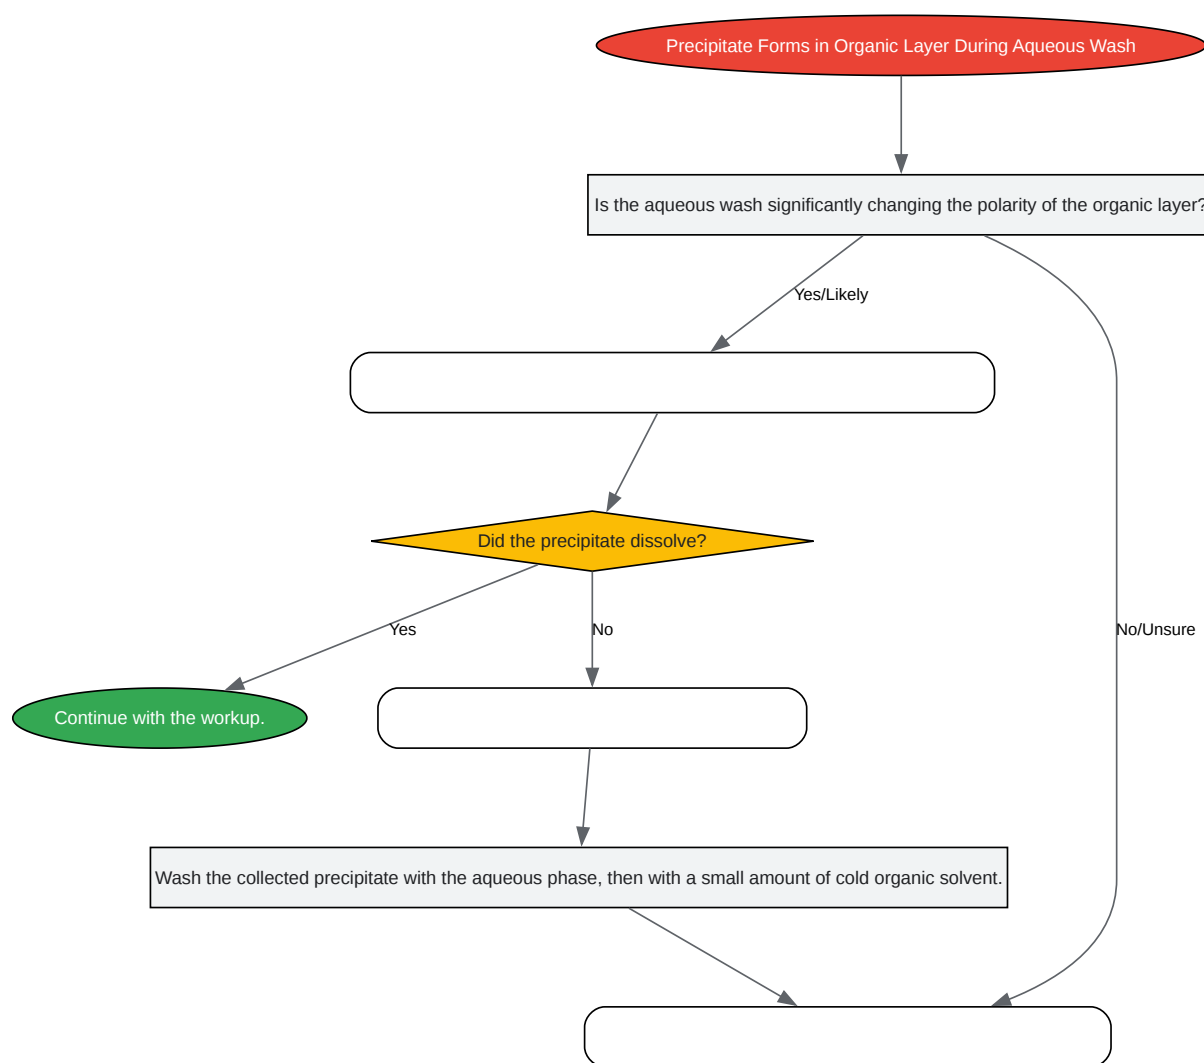 Precipitate Forms in Organic Layer During Aqueous Wash
Is the aqueous wash significantly changing the polarity of the organic layer?
Yes/Likely
Did the precipitate dissolve?
Yes
No
No/Unsure
Continue with the workup.
Wash the collected precipitate with the aqueous phase, then with a small amount of cold organic solvent.